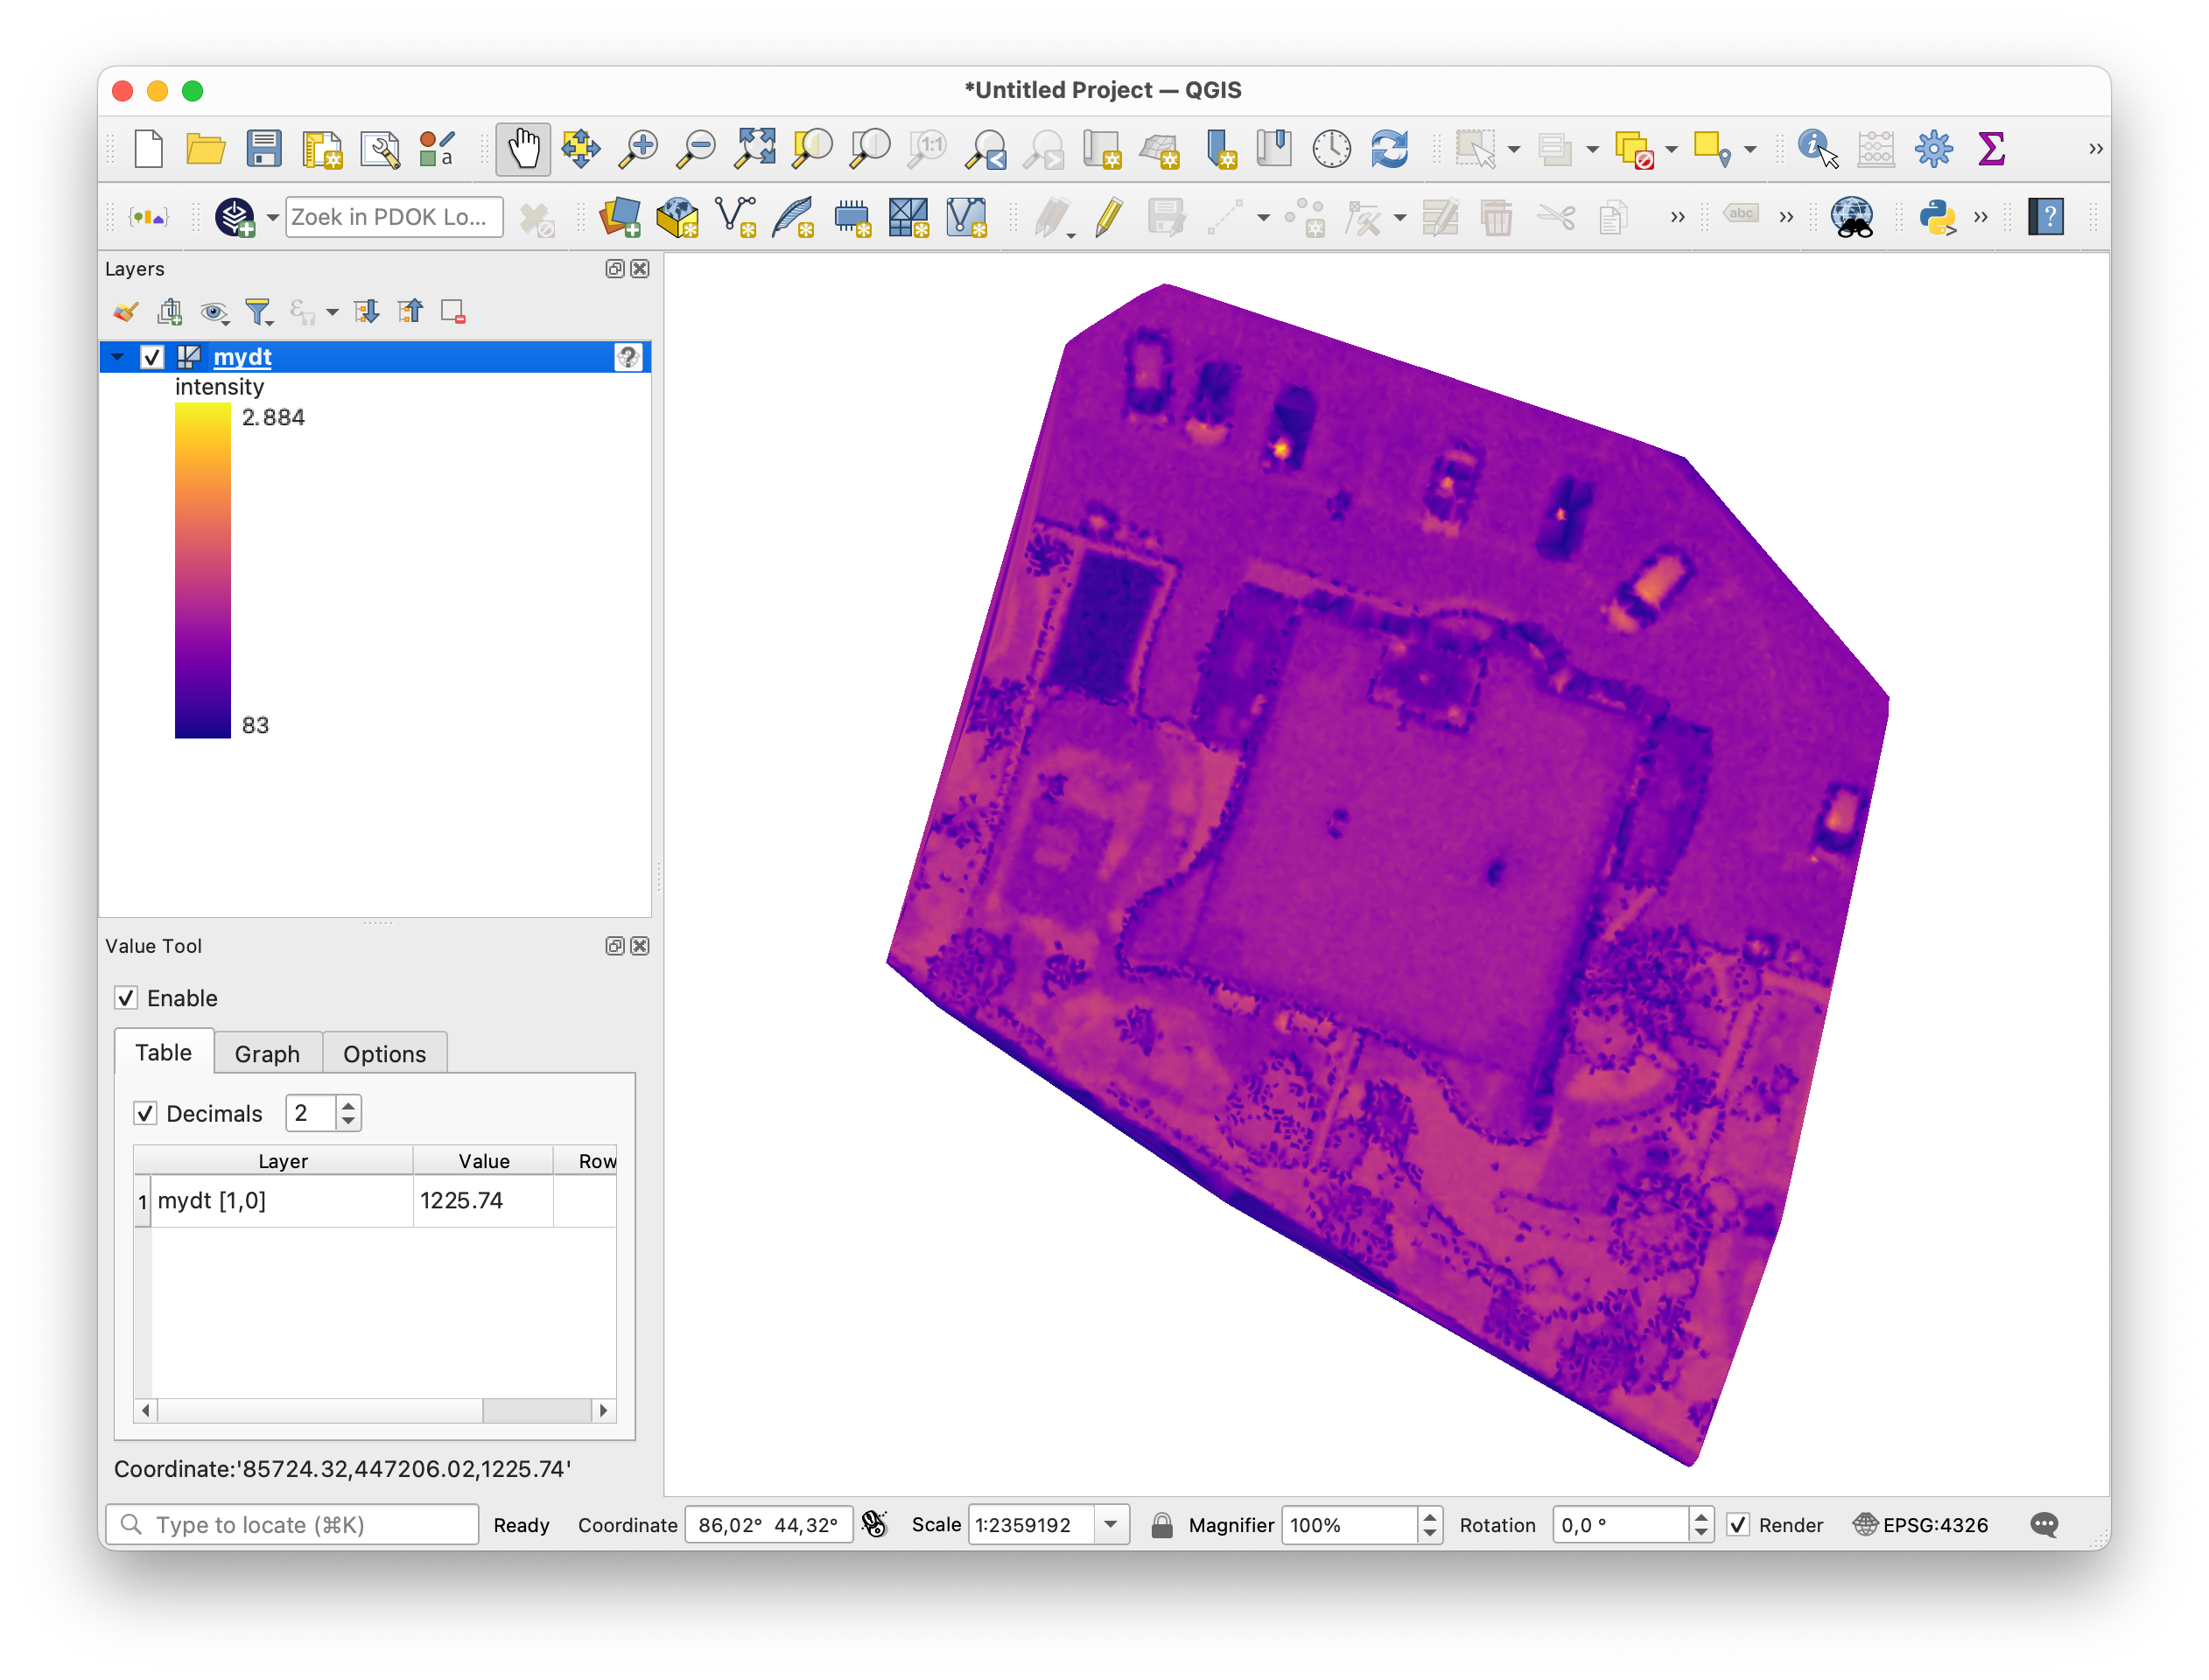 *Untitled Project — QGIS
1:1
a
Zoek in PDOK Lo...
abc
Layers
mydt
intensity
2.884
83
Value Tool
Enable
Table Graph Options
Decimals 2
Layer Value Row
1 mydt [1,0] 1225.74
Coordinate:'85724.32,447206.02,1225.74'
Type to locate (⌘K) Ready Coordinate 86,02° 44,32° Scale 1:2359192 Magnifier 100% Rotation 0,0 ° Render EPSG:4326